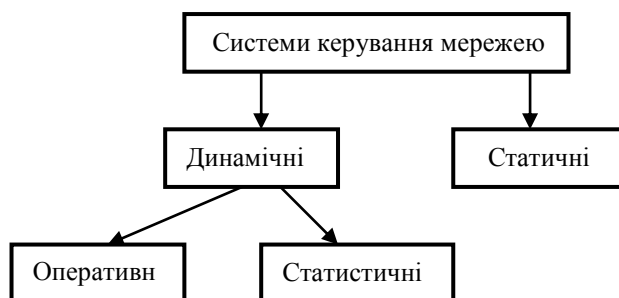 Системи керування мережею
Динамічні
Статичні
Оперативн
Статистичні